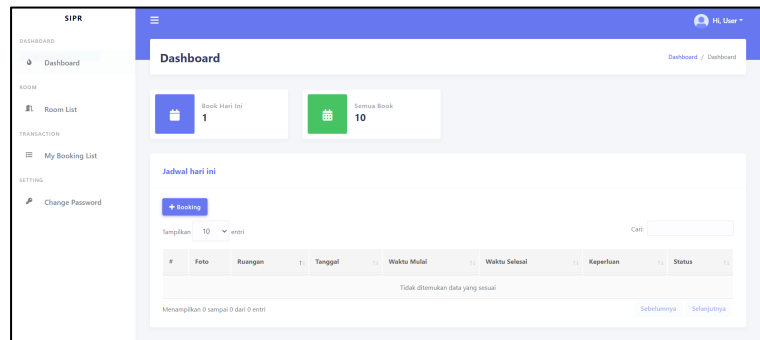 SIPR
Hi, User
DASHBOARD
Dashboard
ROOM
Room List
TRANSACTION
My Booking List
SETTING
Change Password
Dashboard
Dashboard / Dashboard
Book Hari Ini
1
Semua Book
10
Jadwal hari ini
+ Booking
Tampilkan 10 entri
Cari:
# Foto Ruangan Tanggal Waktu Mulai Waktu Selesai Keperluan Status
Tidak ditemukan data yang sesuai
Menampilkan 0 sampai 0 dari 0 entri
Sebelumnya Selanjutnya